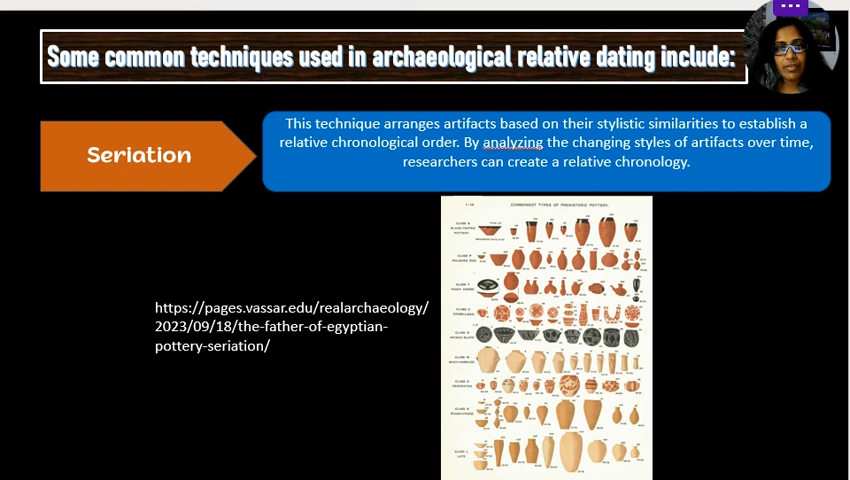 Some common techniques used in archaeological relative dating include:
Seriation
This technique arranges artifacts based on their stylistic similarities to establish a
relative chronological order. By analyzing the changing styles of artifacts over time,
researchers can create a relative chronology.
COMMONEST TYPES OF PREHISTORIC POTTERY.
https://pages.vassar.edu/realarchaeology/
2023/09/18/the-father-of-egyptian-
pottery-seriation/